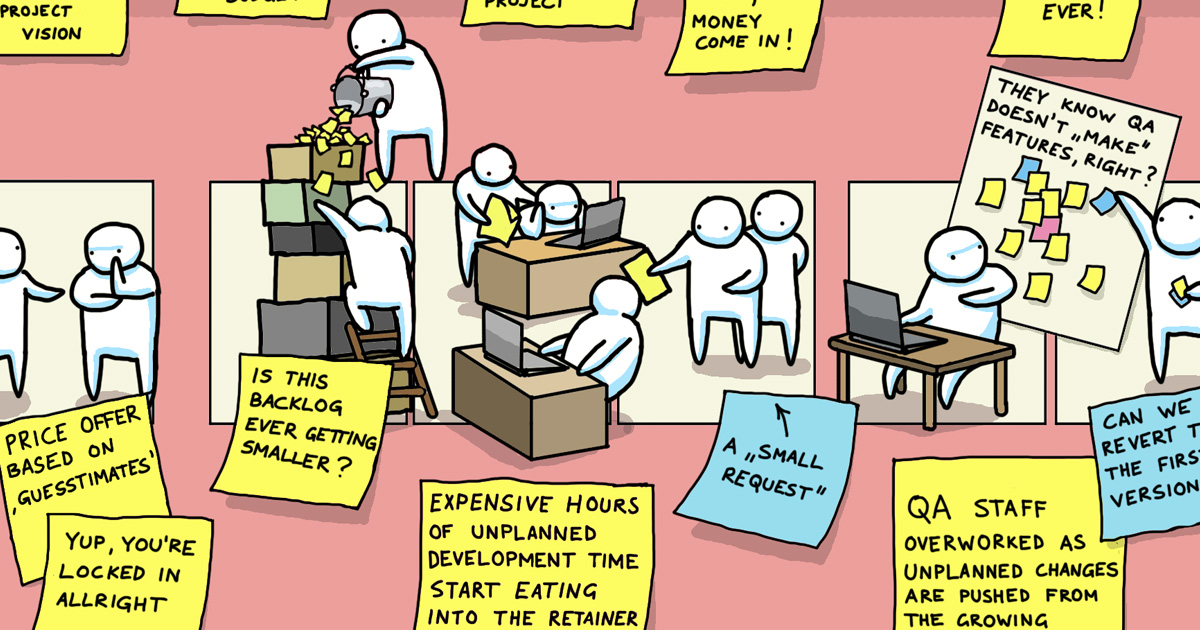 PROJECT
VISION
PROJECT
MONEY
COME IN!
EVER!
THEY KNOW QA
DOESN'T „MAKE"
FEATURES, RIGHT?
PRICE OFFER
BASED ON
‚GUESSTIMATES'
YUP, YOU'RE
LOCKED IN
ALLRIGHT
IS THIS
BACKLOG
EVER GETTING
SMALLER?
EXPENSIVE HOURS
OF UNPLANNED
DEVELOPMENT TIME
START EATING
INTO THE RETAINER
A „SMALL
REQUEST"
QA STAFF
OVERWORKED AS
UNPLANNED CHANGES
ARE PUSHED FROM
THE GROWING
CAN WE
REVERT T
THE FIRS
VERSION